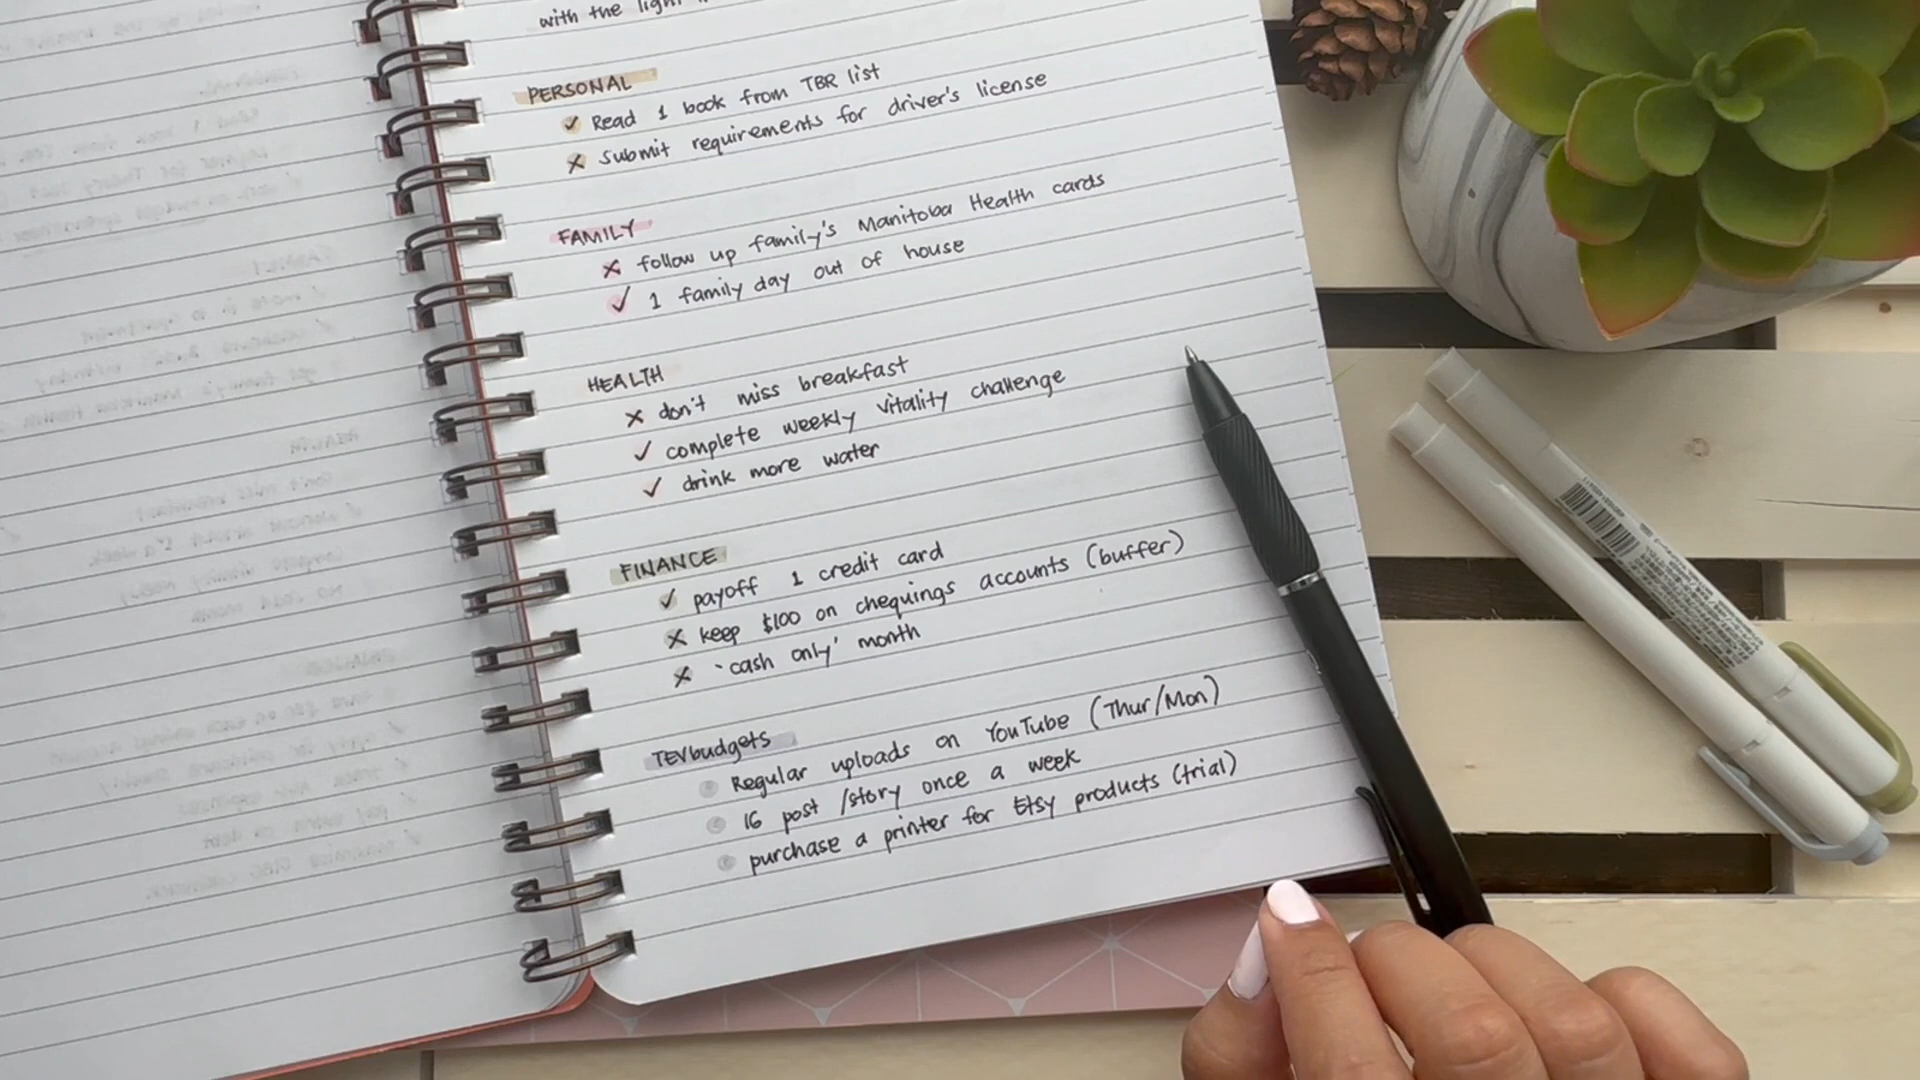 with the light
PERSONAL
✓ Read 1 book from TBR list
✗ Submit requirements for driver's license
FAMILY
✗ follow up family's Manitoba Health cards
✓ 1 family day out of house
HEALTH
✗ don't miss breakfast
✓ complete weekly vitality challenge
✓ drink more water
FINANCE
✓ payoff 1 credit card
✗ keep $100 on chequings accounts (buffer)
✗ 'cash only' month
TEVbudgets
Regular uploads on YouTube (Thur/Mon)
IG post /story once a week
purchase a printer for Etsy products (trial)